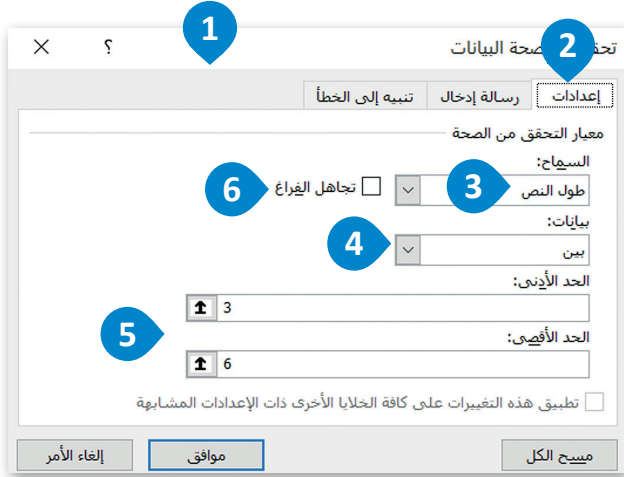 1
تحقق صحة البيانات ؟ ×
2
إعدادات رسالة إدخال تنبيه إلى الخطأ
معيار التحقق من الصحة
السماح:
طول النص 3 تجاهل الفراغ 6
بيانات:
بين 4
الحد الأدنى:
3
5
الحد الأقصى:
6
تطبيق هذه التغييرات على كافة الخلايا الأخرى ذات الإعدادات المشابهة
مسح الكل موافق إلغاء الأمر